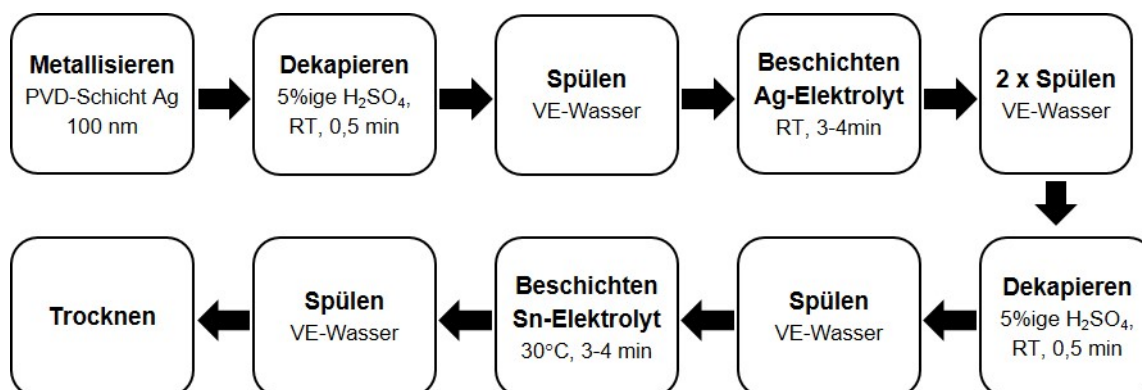 Metallisieren
PVD-Schicht Ag
100 nm
Dekapieren
5%ige H₂SO₄,
RT, 0,5 min
Spülen
VE-Wasser
Beschichten
Ag-Elektrolyt
RT, 3-4min
2 x Spülen
VE-Wasser
Dekapieren
5%ige H₂SO₄,
RT, 0,5 min
Spülen
VE-Wasser
Beschichten
Sn-Elektrolyt
30°C, 3-4 min
Spülen
VE-Wasser
Trocknen